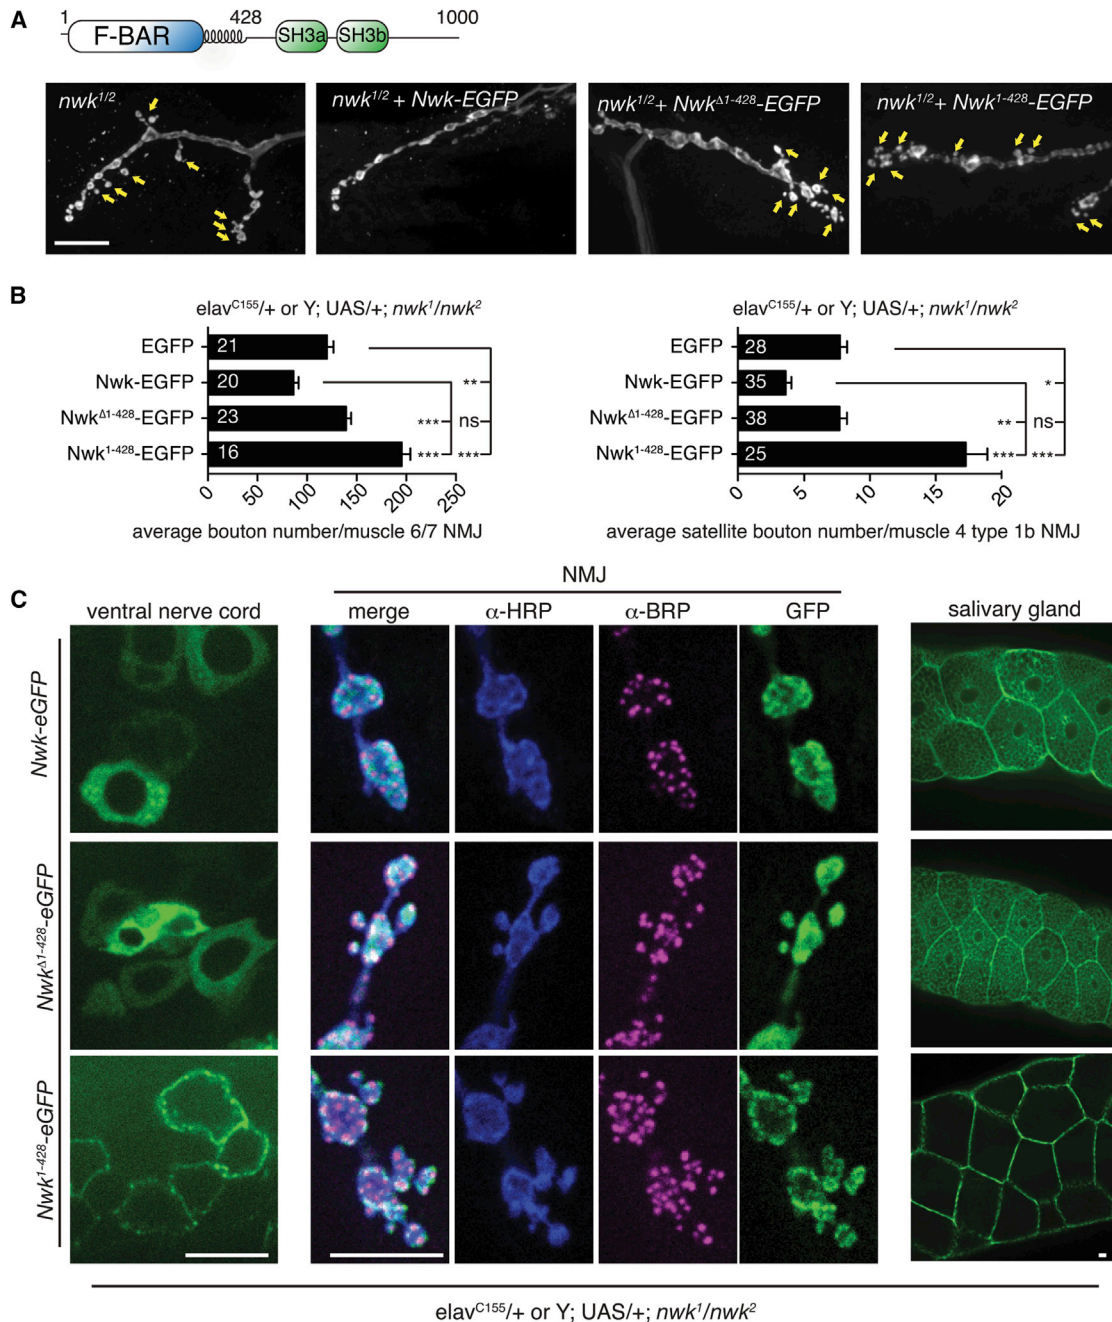 A
1 428 1000
F-BAR SH3a SH3b
nwk1/2
nwk1/2 + Nwk-EGFP
nwk1/2 + NwkΔ1-428-EGFP
nwk1/2 + Nwk1-428-EGFP
B
elavC155/+ or Y; UAS/+; nwk1/nwk2
EGFP 21
Nwk-EGFP 20 **
NwkΔ1-428-EGFP 23 *** ns
Nwk1-428-EGFP 16 *** ***
0 50 100 150 200 250
average bouton number/muscle 6/7 NMJ
elavC155/+ or Y; UAS/+; nwk1/nwk2
EGFP 28
Nwk-EGFP 35 *
NwkΔ1-428-EGFP 38 ** ns
Nwk1-428-EGFP 25 *** ***
0 5 10 15 20
average satellite bouton number/muscle 4 type 1b NMJ
C
NMJ
ventral nerve cord merge α-HRP α-BRP GFP salivary gland
Nwk-eGFP
NwkΔ1-428-eGFP
Nwk1-428-eGFP
elavC155/+ or Y; UAS/+; nwk1/nwk2